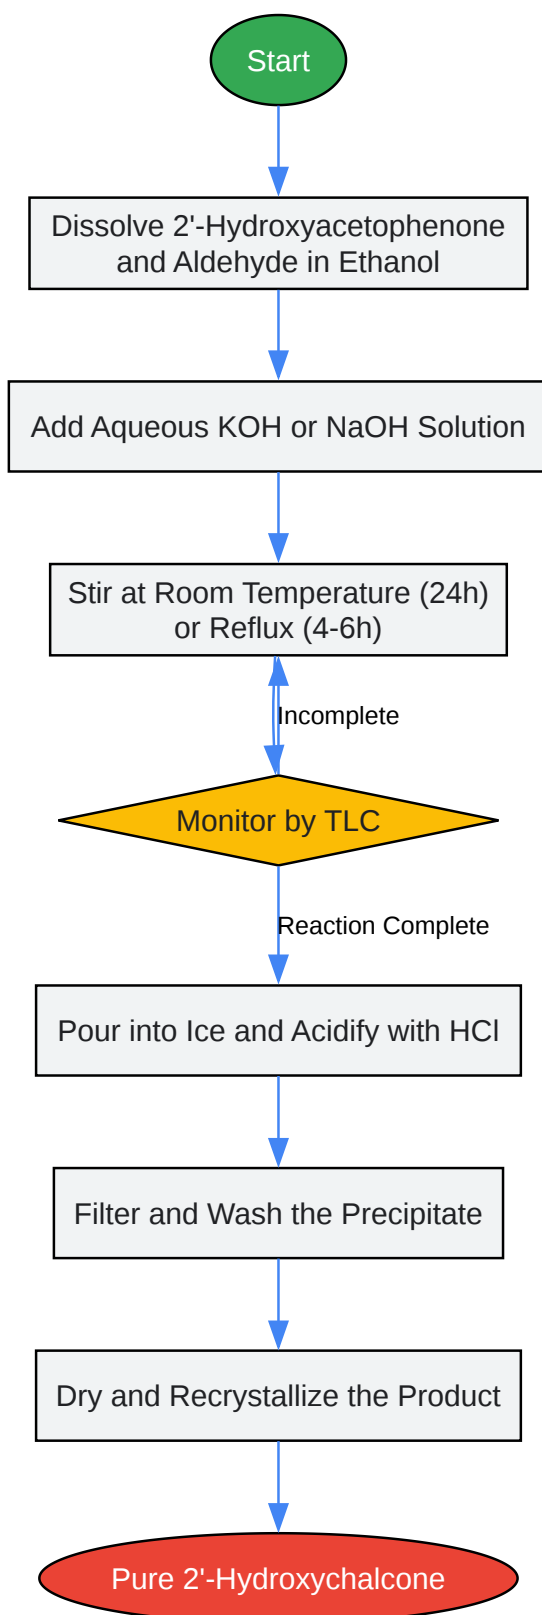 Start
Dissolve 2'-Hydroxyacetophenone
and Aldehyde in Ethanol
Add Aqueous KOH or NaOH Solution
Stir at Room Temperature (24h)
or Reflux (4-6h)
Incomplete
Monitor by TLC
Reaction Complete
Pour into Ice and Acidify with HCl
Filter and Wash the Precipitate
Dry and Recrystallize the Product
Pure 2'-Hydroxychalcone